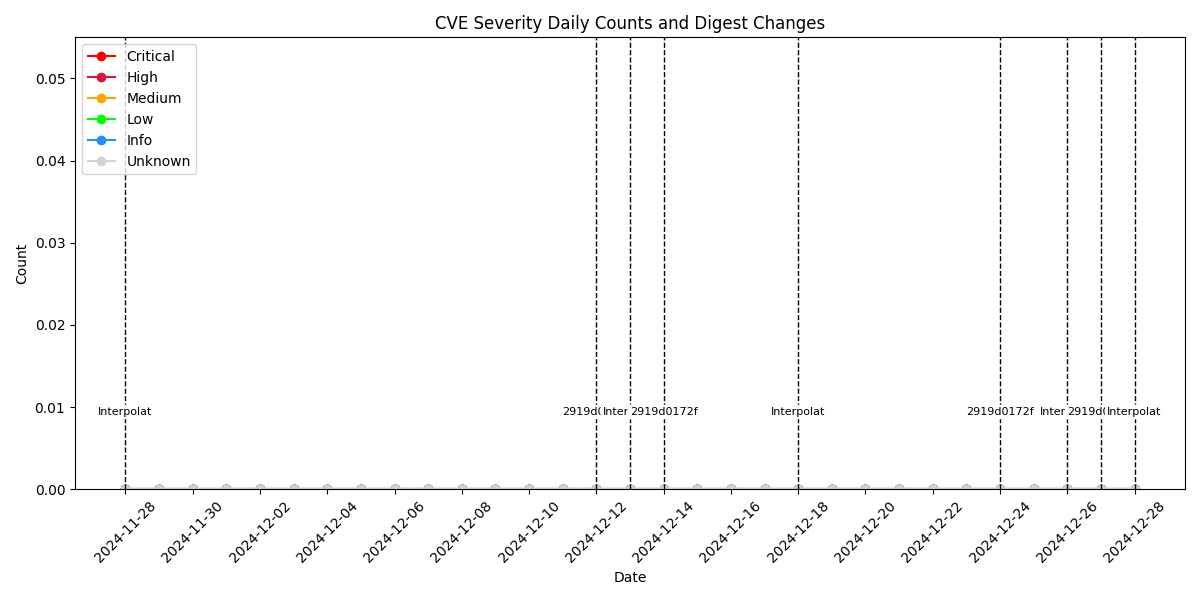 CVE Severity Daily Counts and Digest Changes
Critical
High
Medium
Low
Info
Unknown
0.05
0.04
0.03
0.02
0.01
0.00
Count
Interpolat
2919d0
Inter
2919d0172f
Interpolat
2919d0172f
Inter
2919d
Interpolat
2024-11-28
2024-11-30
2024-12-02
2024-12-04
2024-12-06
2024-12-08
2024-12-10
2024-12-12
2024-12-14
2024-12-16
2024-12-18
2024-12-20
2024-12-22
2024-12-24
2024-12-26
2024-12-28
Date